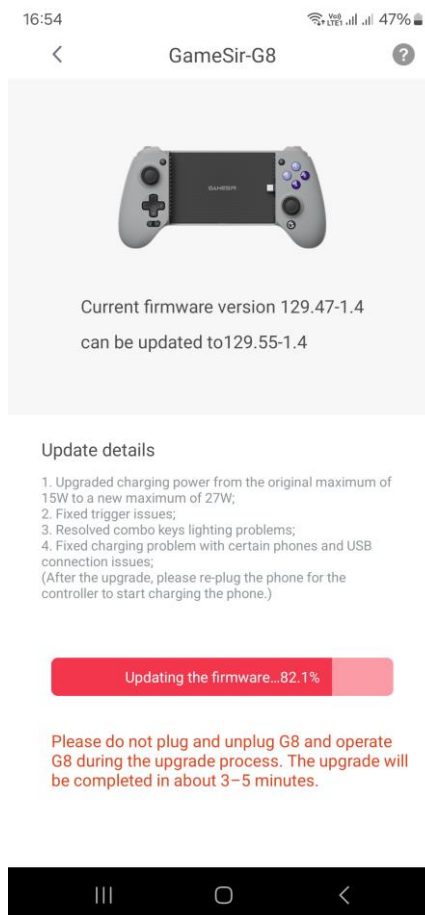 16:54
Vo) LTE1 47%
GameSir-G8
?
GAMESIR
Current firmware version 129.47-1.4
can be updated to129.55-1.4
Update details
1. Upgraded charging power from the original maximum of
15W to a new maximum of 27W;
2. Fixed trigger issues;
3. Resolved combo keys lighting problems;
4. Fixed charging problem with certain phones and USB
connection issues;
(After the upgrade, please re-plug the phone for the
controller to start charging the phone.)
Updating the firmware...82.1%
Please do not plug and unplug G8 and operate
G8 during the upgrade process. The upgrade will
be completed in about 3–5 minutes.